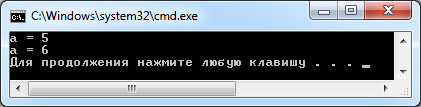 C:\Windows\system32\cmd.exe
a = 5
a = 6
Для продолжения нажмите любую клавишу . . . _